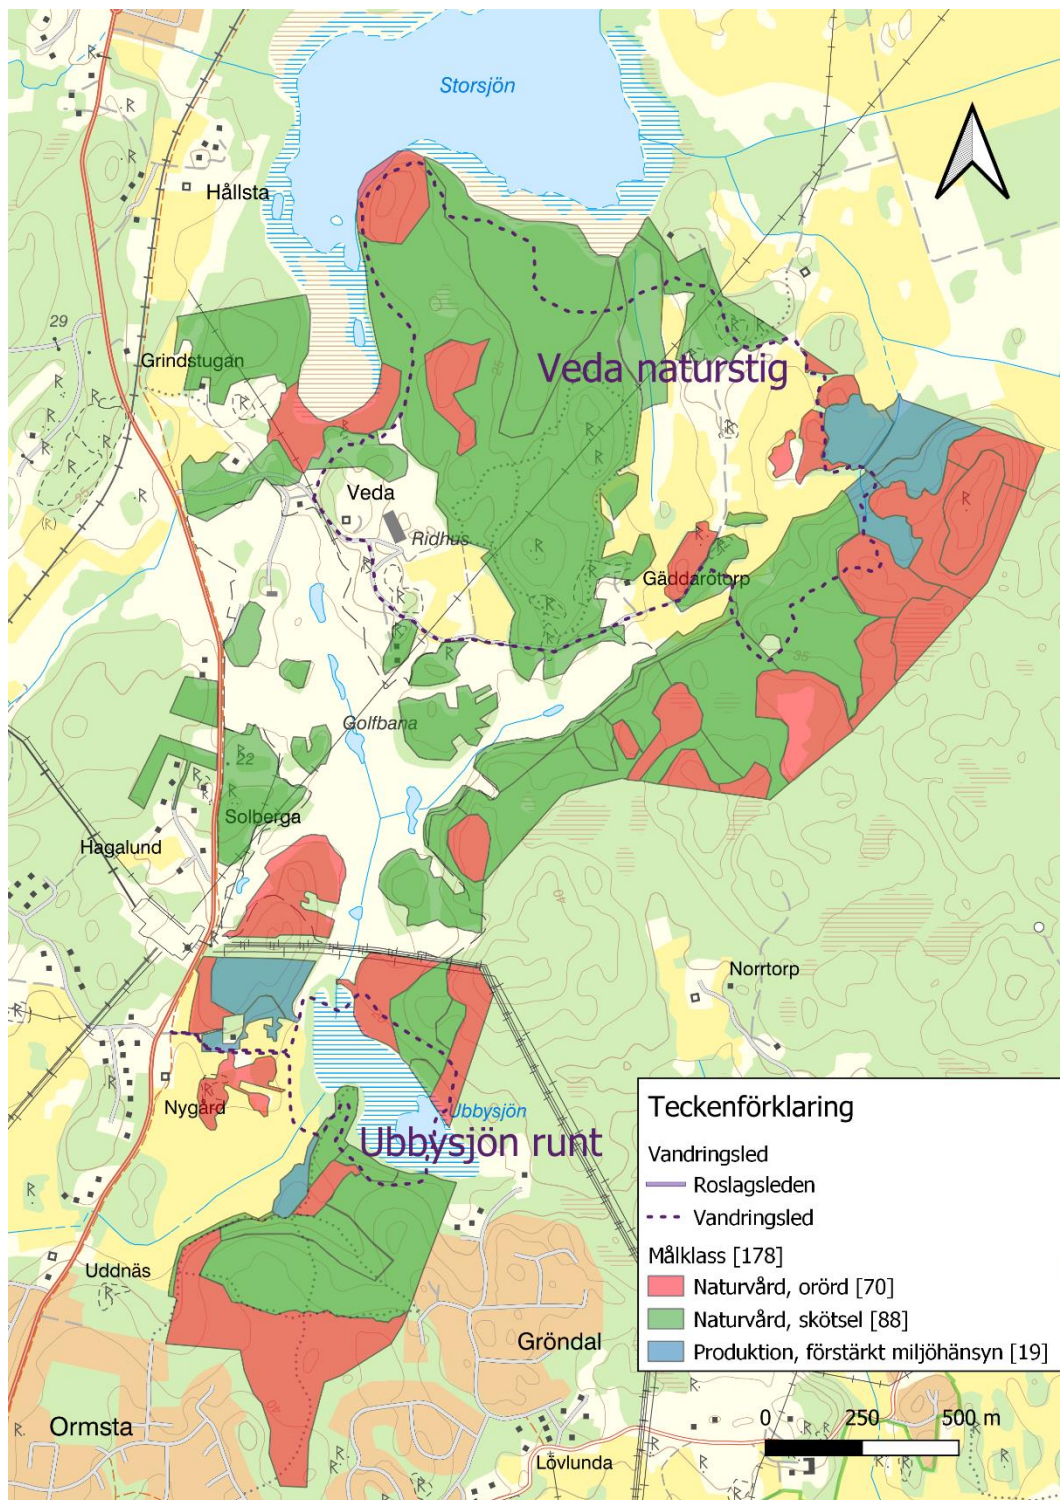 Storsjön
Hållsta
29
Grindstugan
Veda naturstig
Veda
Ridhus
Gäddarötorp
35
Golfbana
22
Solberga
Hagalund
40
Norrtorp
Nygård
Ubbysjön
Ubbysjön runt
Uddnäs
Gröndal
40
Ormsta
Lövlunda
Teckenförklaring
Vandringsled
Roslagsleden
Vandringsled
Målklass [178]
Naturvård, orörd [70]
Naturvård, skötsel [88]
Produktion, förstärkt miljöhänsyn [19]
0 250 500 m